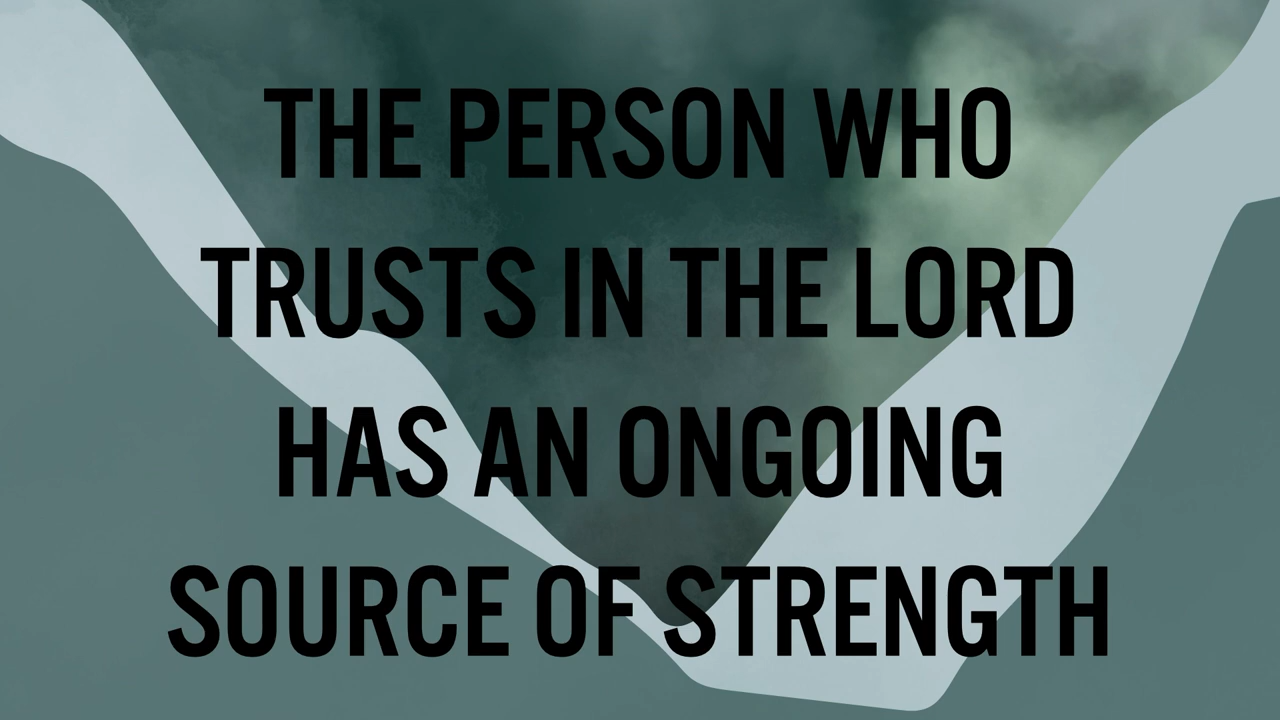 THE PERSON WHO
TRUSTS IN THE LORD
HAS AN ONGOING
SOURCE OF STRENGTH